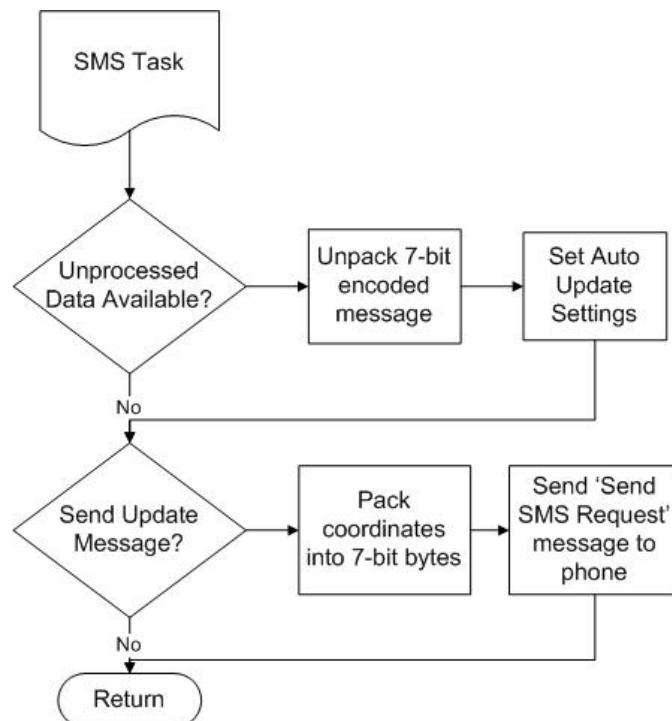 SMS Task
Unprocessed
Data Available?
Unpack 7-bit
encoded
message
Set Auto
Update
Settings
No
Send Update
Message?
Pack
coordinates
into 7-bit bytes
Send ‘Send
SMS Request’
message to
phone
No
Return